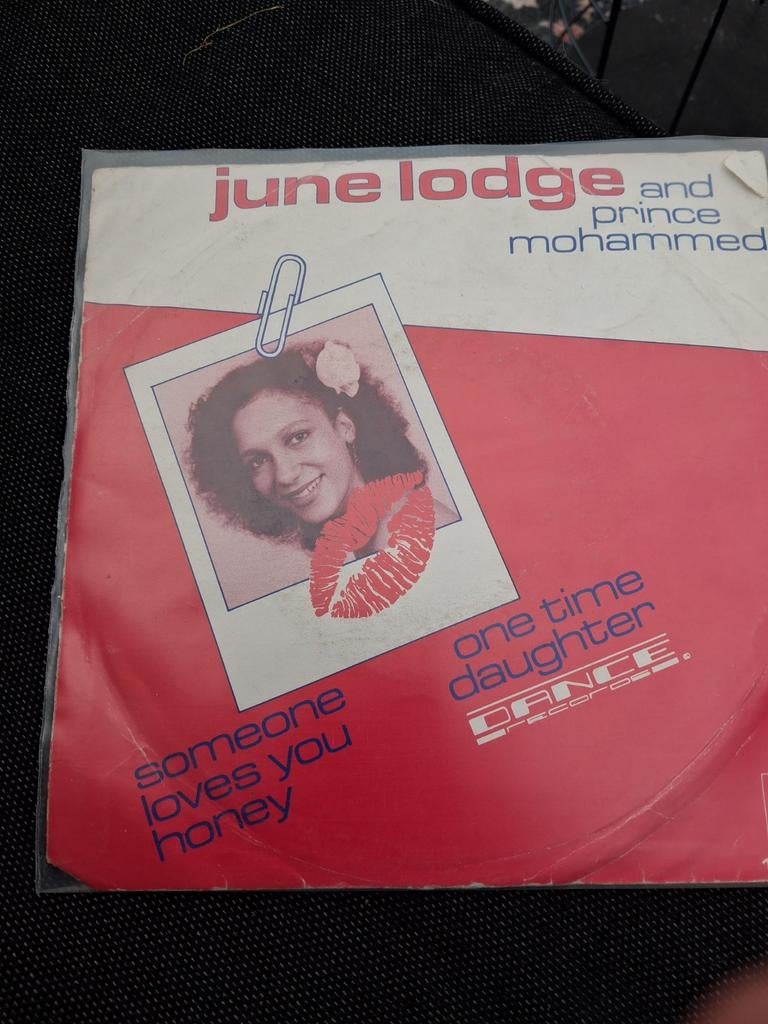 june lodge and
prince
mohammed
one time
daughter
DANCE
records
someone
loves you
honey